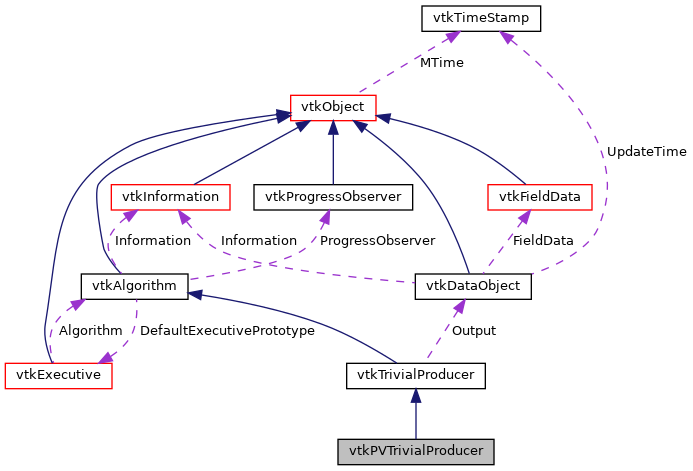 vtkTimeStamp
MTime
vtkObject
UpdateTime
vtkInformation
vtkProgressObserver
vtkFieldData
Information
Information
ProgressObserver
FieldData
vtkAlgorithm
vtkDataObject
Algorithm
DefaultExecutivePrototype
Output
vtkExecutive
vtkTrivialProducer
vtkPVTrivialProducer